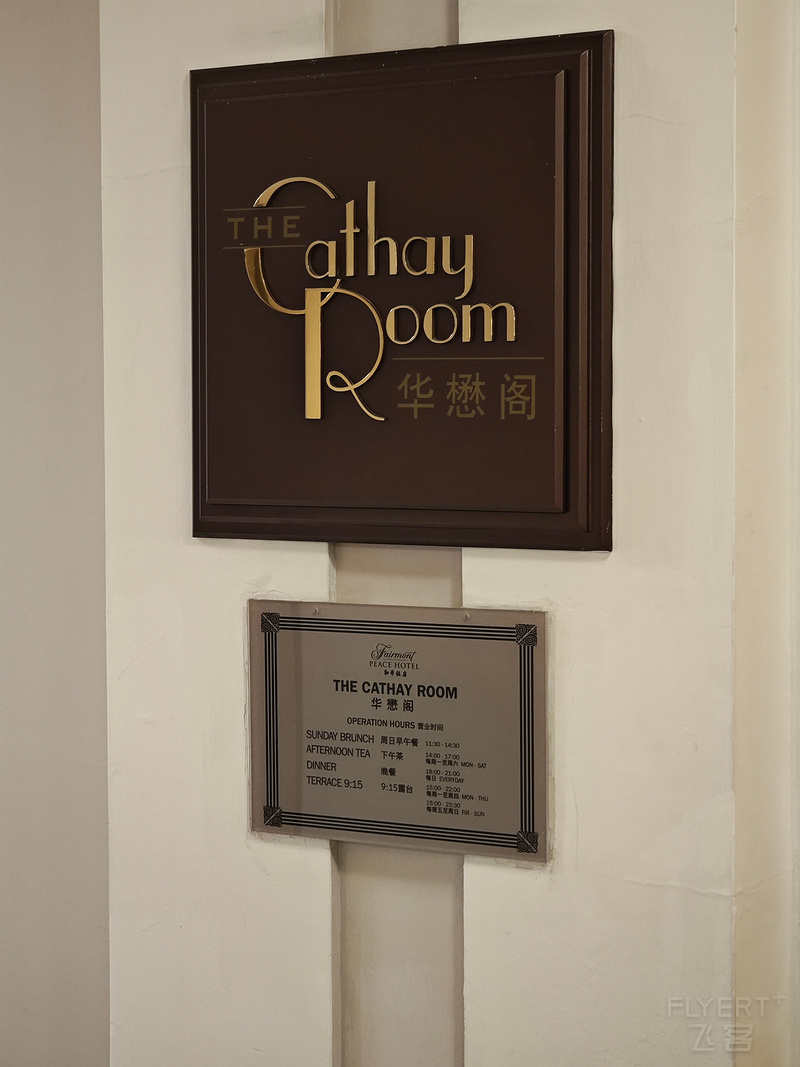 THE
Cathay
Room
华懋阁
Fairmont
PEACE HOTEL
和平饭店
THE CATHAY ROOM
华懋阁
OPERATION HOURS 营业时间
SUNDAY BRUNCH 周日早午餐 11:30 - 14:30
AFTERNOON TEA 下午茶 14:00 - 17:00
每周一至周六 MON - SAT
DINNER 晚餐 18:00 - 21:00
每日 EVERYDAY
TERRACE 9:15 9:15露台 15:00 - 22:00
每周一至周四 MON - THU
15:00 - 23:30
每周五至周日 FIR - SUN
FLYERT+
飞客